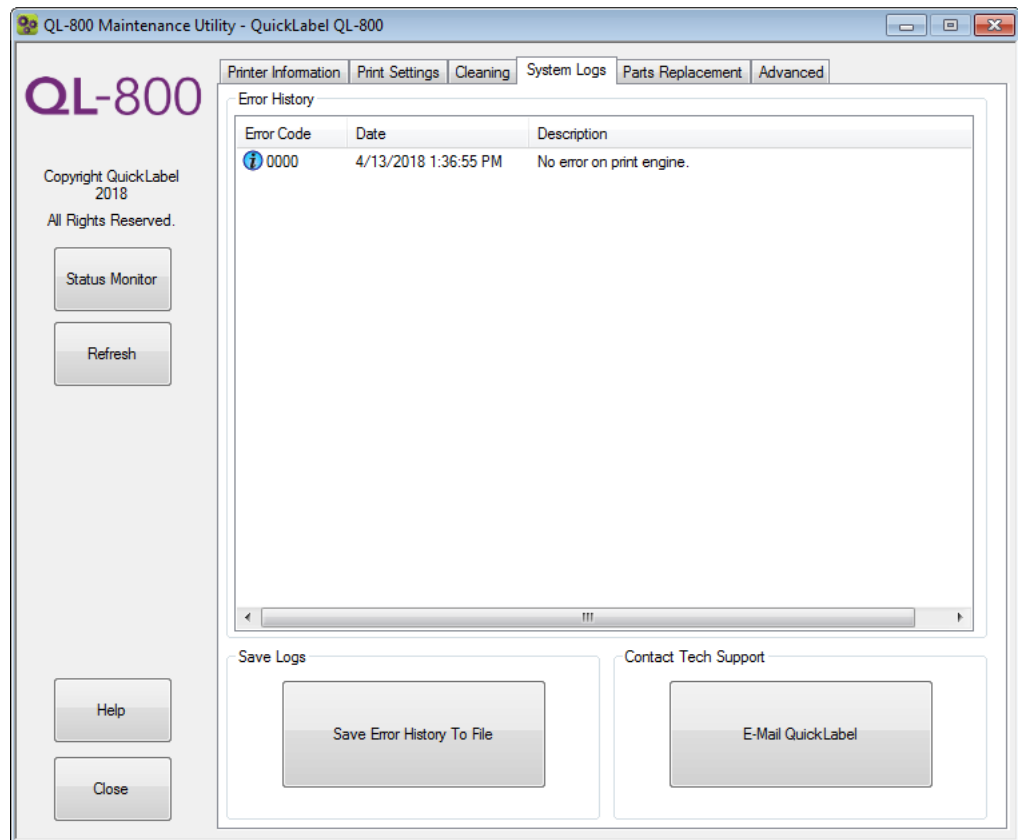 QL-800 Maintenance Utility - QuickLabel QL-800
QL-800
Copyright QuickLabel
2018
All Rights Reserved.
Status Monitor
Refresh
Help
Close
Printer Information Print Settings Cleaning System Logs Parts Replacement Advanced
Error History
Error Code Date Description
0000 4/13/2018 1:36:55 PM No error on print engine.
Save Logs
Save Error History To File
Contact Tech Support
E-Mail QuickLabel